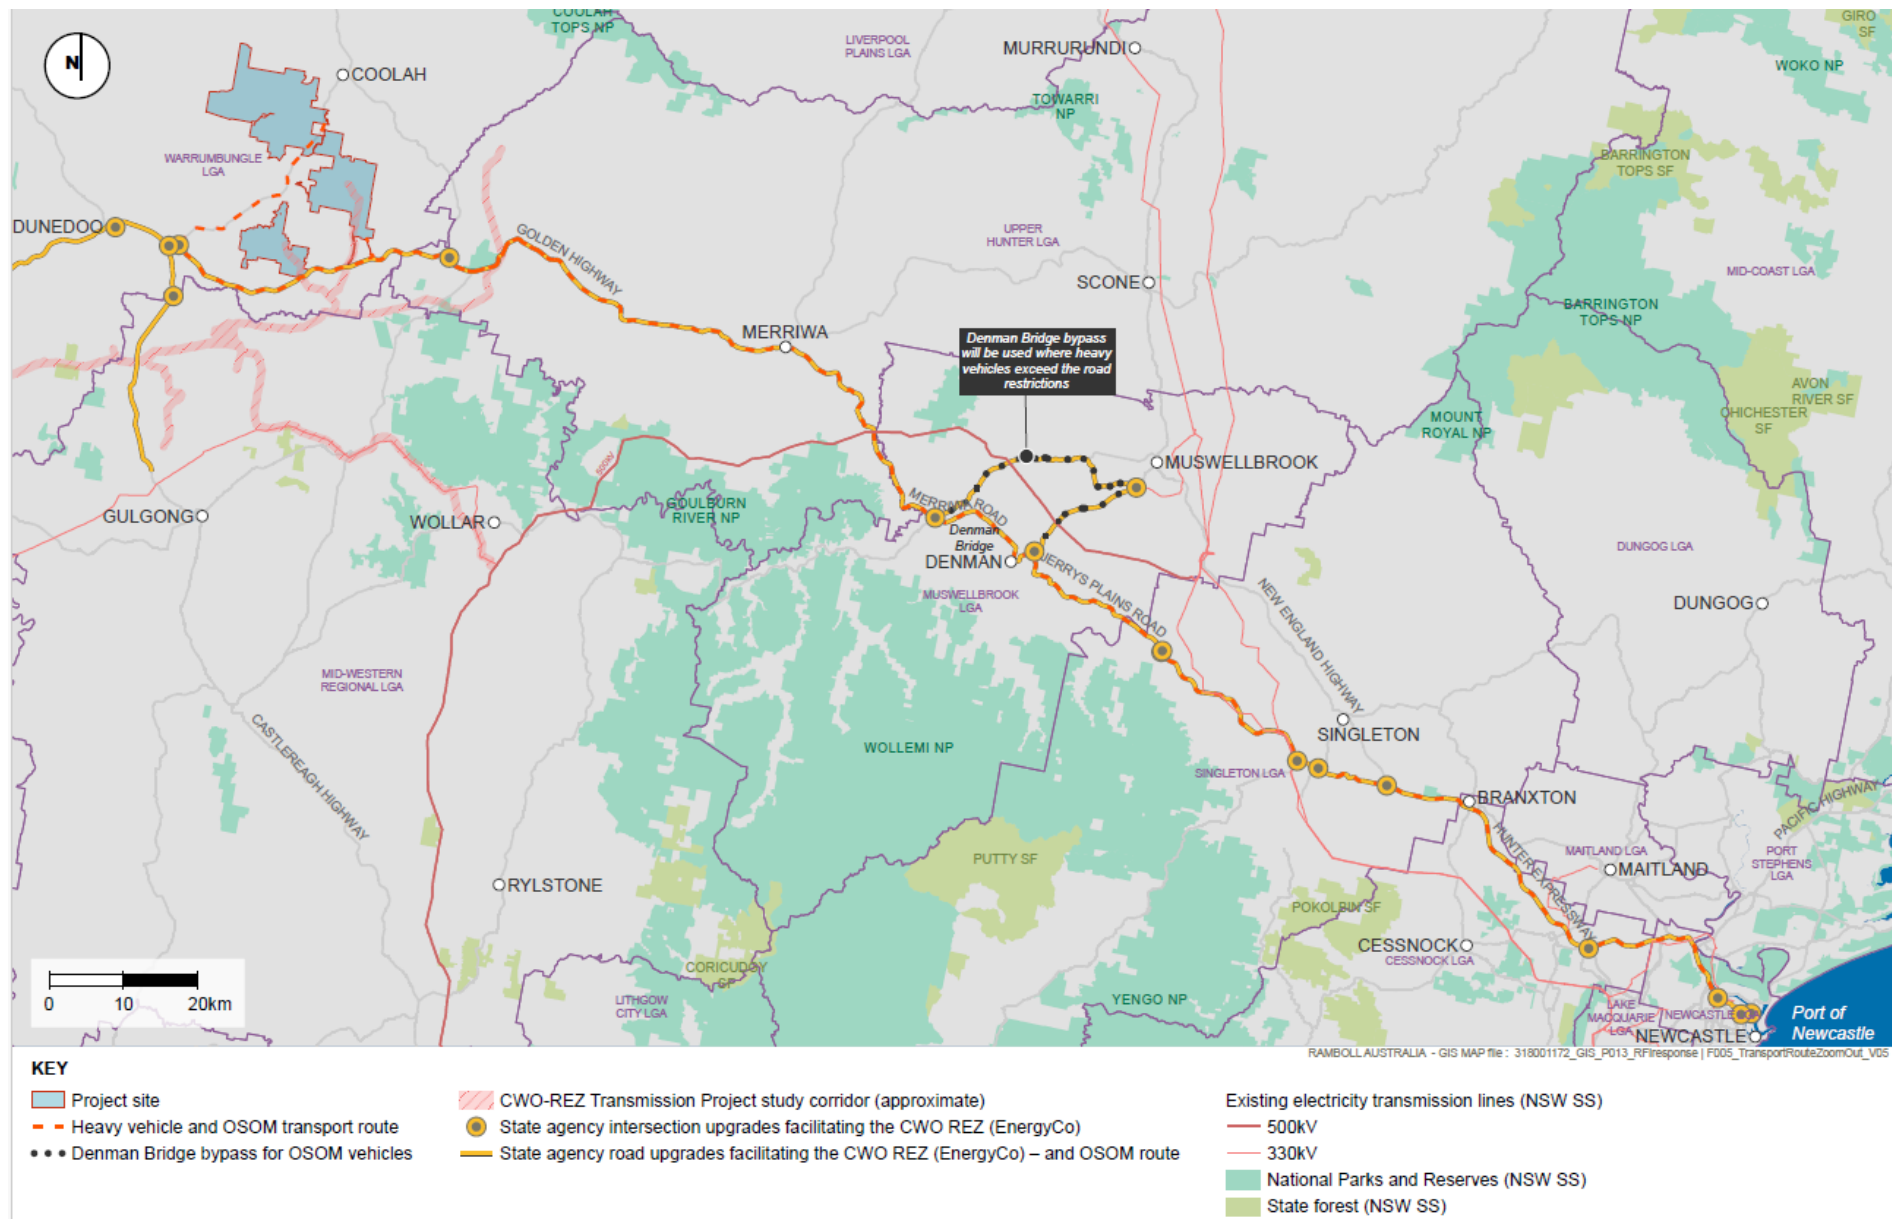 N
COOLAH
TOPS NP
LIVERPOOL
PLAINS LGA
MURRURUNDI
GIRO
SF
WOKO NP
COOLAH
TOWARRI
NP
WARRUMBUNGLE
LGA
BARRINGTON
TOPS SF
DUNEDOO
GOLDEN HIGHWAY
UPPER
HUNTER LGA
SCONE
MID-COAST LGA
BARRINGTON
TOPS NP
MERRIWA
Denman Bridge bypass
will be used where heavy
vehicles exceed the road
restrictions
AVON
RIVER SF
CHICHESTER
SF
MOUNT
ROYAL NP
500kV
MUSWELLBROOK
MERRIWA ROAD
GOULBURN
RIVER NP
GULGONG
WOLLAR
Denman
Bridge
DENMAN
JERRYS PLAINS ROAD
DUNGOG LGA
MUSWELLBROOK
LGA
NEW ENGLAND HIGHWAY
DUNGOG
MID-WESTERN
REGIONAL LGA
CASTLEREAGH HIGHWAY
WOLLEMI NP
SINGLETON
SINGLETON LGA
BRANXTON
PACIFIC HIGHWAY
HUNTER EXPRESSWAY
MAITLAND LGA
MAITLAND
PORT
STEPHENS
LGA
PUTTY SF
RYLSTONE
POKOLBIN SF
CESSNOCK
CESSNOCK LGA
CORICUDGY
SF
LITHGOW
CITY LGA
YENGO NP
LAKE
MACQUARIE
LGA
NEWCASTLE LGA
NEWCASTLE
Port of
Newcastle
0 10 20km
RAMBOLL AUSTRALIA - GIS MAP file : 318001172_GIS_P013_RFIresponse | F005_TransportRouteZoomOut_V05
KEY
Project site
Heavy vehicle and OSOM transport route
Denman Bridge bypass for OSOM vehicles
CWO-REZ Transmission Project study corridor (approximate)
State agency intersection upgrades facilitating the CWO REZ (EnergyCo)
State agency road upgrades facilitating the CWO REZ (EnergyCo) – and OSOM route
Existing electricity transmission lines (NSW SS)
500kV
330kV
National Parks and Reserves (NSW SS)
State forest (NSW SS)